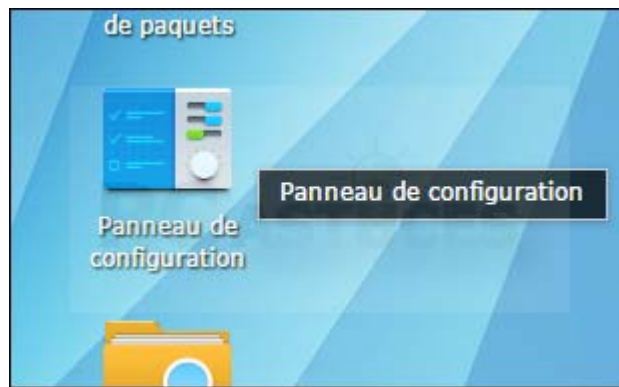 de paquets
Panneau de configuration
Panneau de
configuration